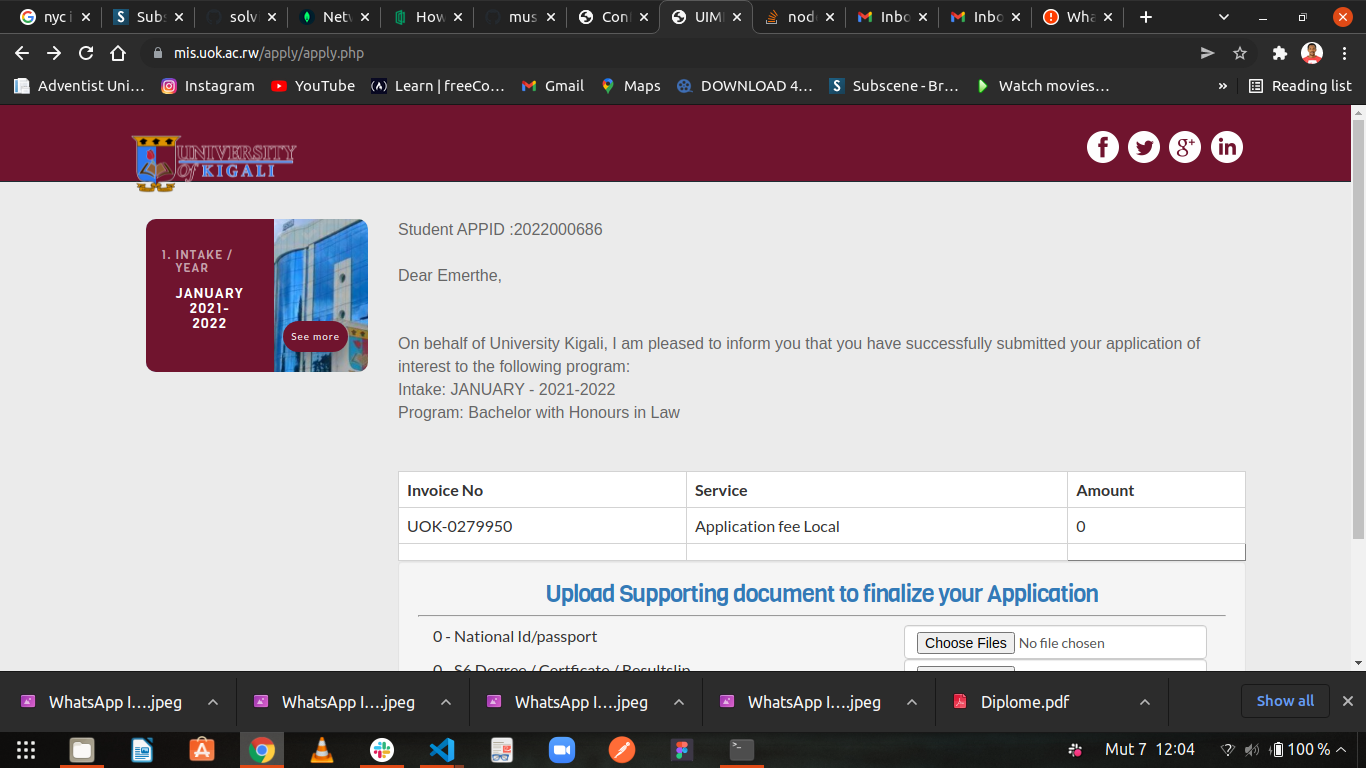 nyc i
Subs
solv
Netw
How
mus
Conf
UIM
node
Inbo
Inbo
Wha
mis.uok.ac.rw/apply/apply.php
Adventist Uni…
Instagram
YouTube
Learn | freeCo…
Gmail
Maps
DOWNLOAD 4…
Subscene - Br…
Watch movies…
»
Reading list
UNIVERSITY
Of KIGALI
1. INTAKE /
YEAR
JANUARY
2021-
2022
See more
Student APPID :2022000686
Dear Emerthe,
On behalf of University Kigali, I am pleased to inform you that you have successfully submitted your application of
interest to the following program:
Intake: JANUARY - 2021-2022
Program: Bachelor with Honours in Law
Invoice No Service Amount
UOK-0279950 Application fee Local 0
Upload Supporting document to finalize your Application
0 - National Id/passport Choose Files No file chosen
0 - S6 Degree / Certficate / Resultslip
WhatsApp I….jpeg
WhatsApp I….jpeg
WhatsApp I….jpeg
WhatsApp I….jpeg
Diplome.pdf
Show all
Mut 7 12:04
100 %